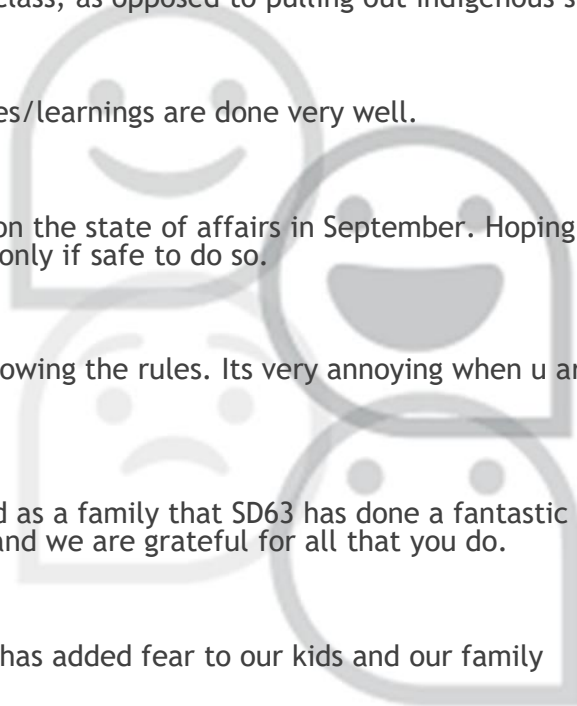 class, as opposed to pulling out indigenous s
es/learnings are done very well.
on the state of affairs in September. Hoping
only if safe to do so.
owing the rules. Its very annoying when u ar
d as a family that SD63 has done a fantastic
and we are grateful for all that you do.
has added fear to our kids and our family